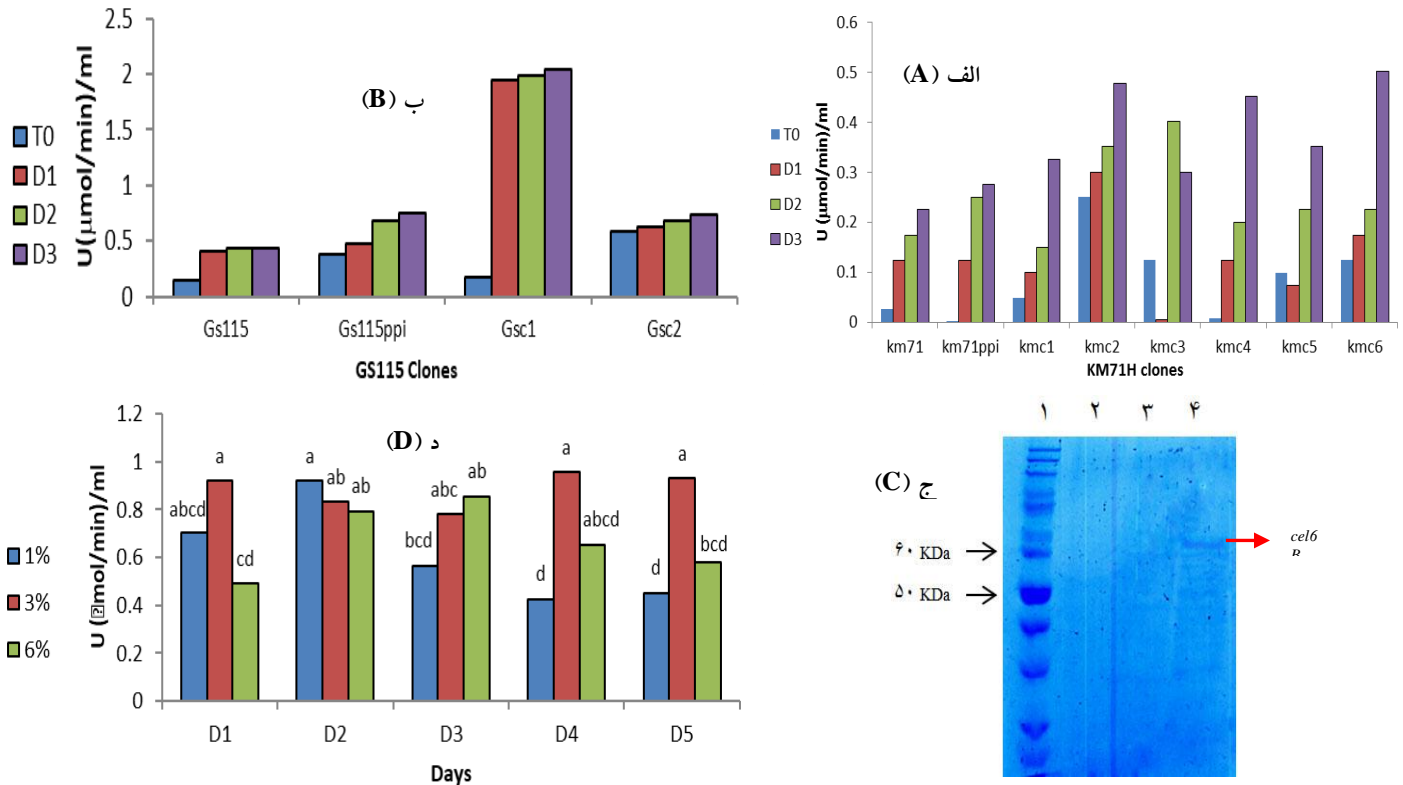 ب (B)
U(µmol/min)/ml
2.5
2
1.5
1
0.5
0
T0
D1
D2
D3
Gs115
Gs115ppi
Gsc1
Gsc2
GS115 Clones
الف (A)
U (µmol/min)/ml
0.6
0.5
0.4
0.3
0.2
0.1
0
T0
D1
D2
D3
km71
km71ppi
kmc1
kmc2
kmc3
kmc4
kmc5
kmc6
KM71H clones
د (D)
U (�mol/min)/ml
1.2
1
0.8
0.6
0.4
0.2
0
1%
3%
6%
abcd
a
cd
a
ab
ab
bcd
abc
ab
d
a
abcd
d
a
bcd
D1
D2
D3
D4
D5
Days
ج (C)
۱ ۲ ۳ ۴
۶۰ KDa
۵۰ KDa
cel6